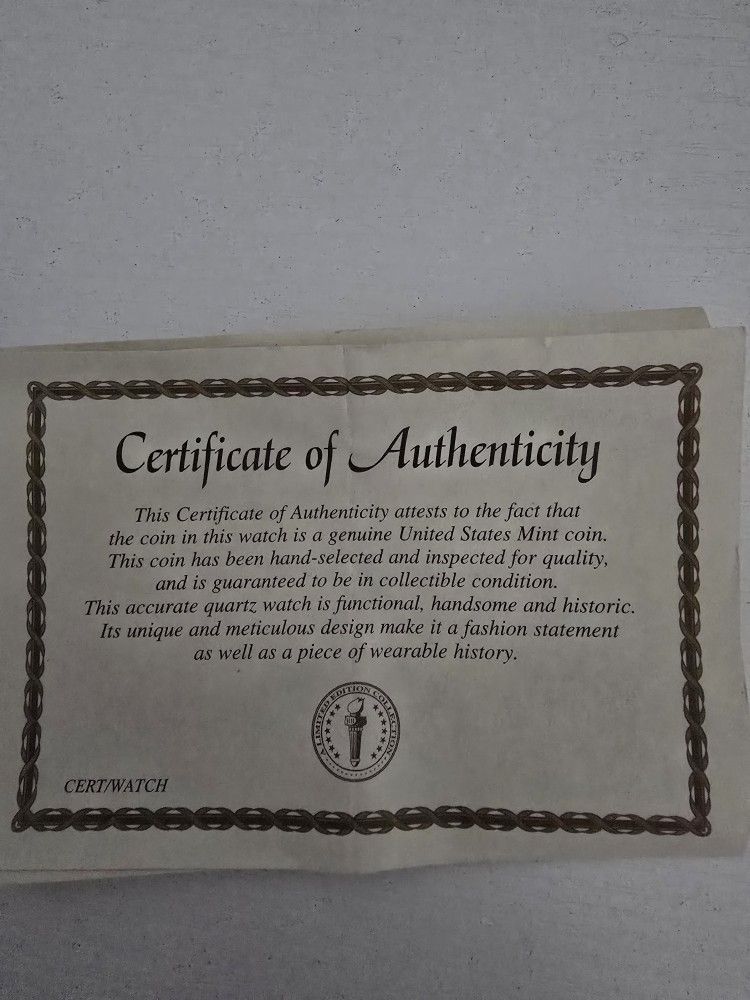 Certificate of Authenticity
This Certificate of Authenticity attests to the fact that
the coin in this watch is a genuine United States Mint coin.
This coin has been hand-selected and inspected for quality,
and is guaranteed to be in collectible condition.
This accurate quartz watch is functional, handsome and historic.
Its unique and meticulous design make it a fashion statement
as well as a piece of wearable history.
A LIMITED EDITION COLLECTION
CERT/WATCH